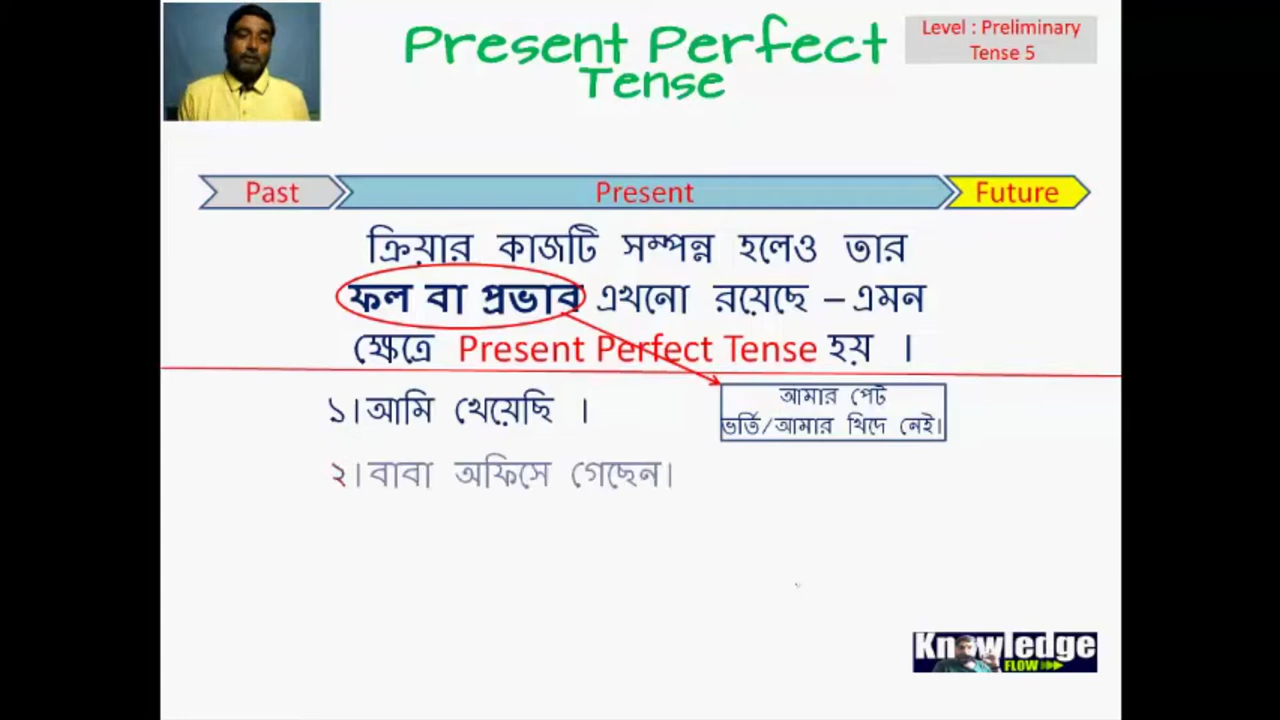 Present Perfect
Tense
Level : Preliminary
Tense 5
Past
Present
Future
ক্রিয়ার কাজটি সম্পন্ন হলেও তার
ফল বা প্রভাব এখনো রয়েছে – এমন
ক্ষেত্রে Present Perfect Tense হয় ।
১। আমি খেয়েছি ।
আমার পেট
ভর্তি/আমার খিদে নেই।
২। বাবা অফিসে গেছেন।
Knowledge
FLOW